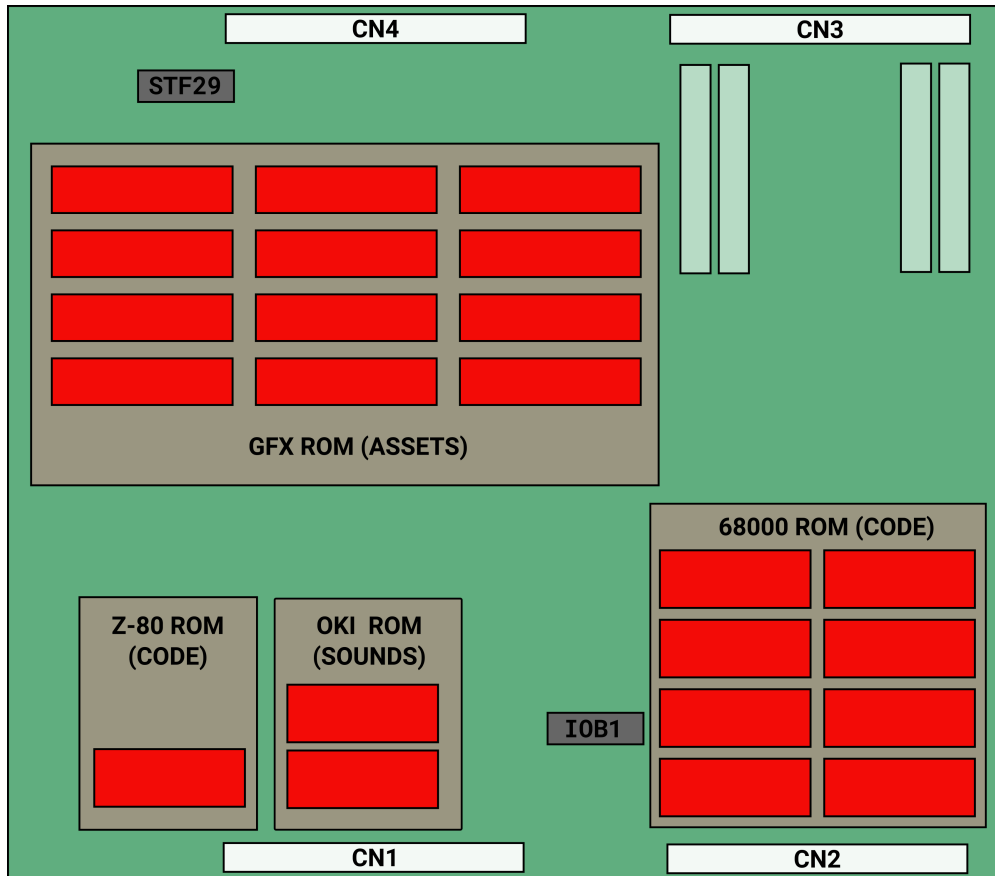 CN4
CN3
STF29
GFX ROM (ASSETS)
68000 ROM (CODE)
Z-80 ROM
(CODE)
OKI ROM
(SOUNDS)
IOB1
CN1
CN2